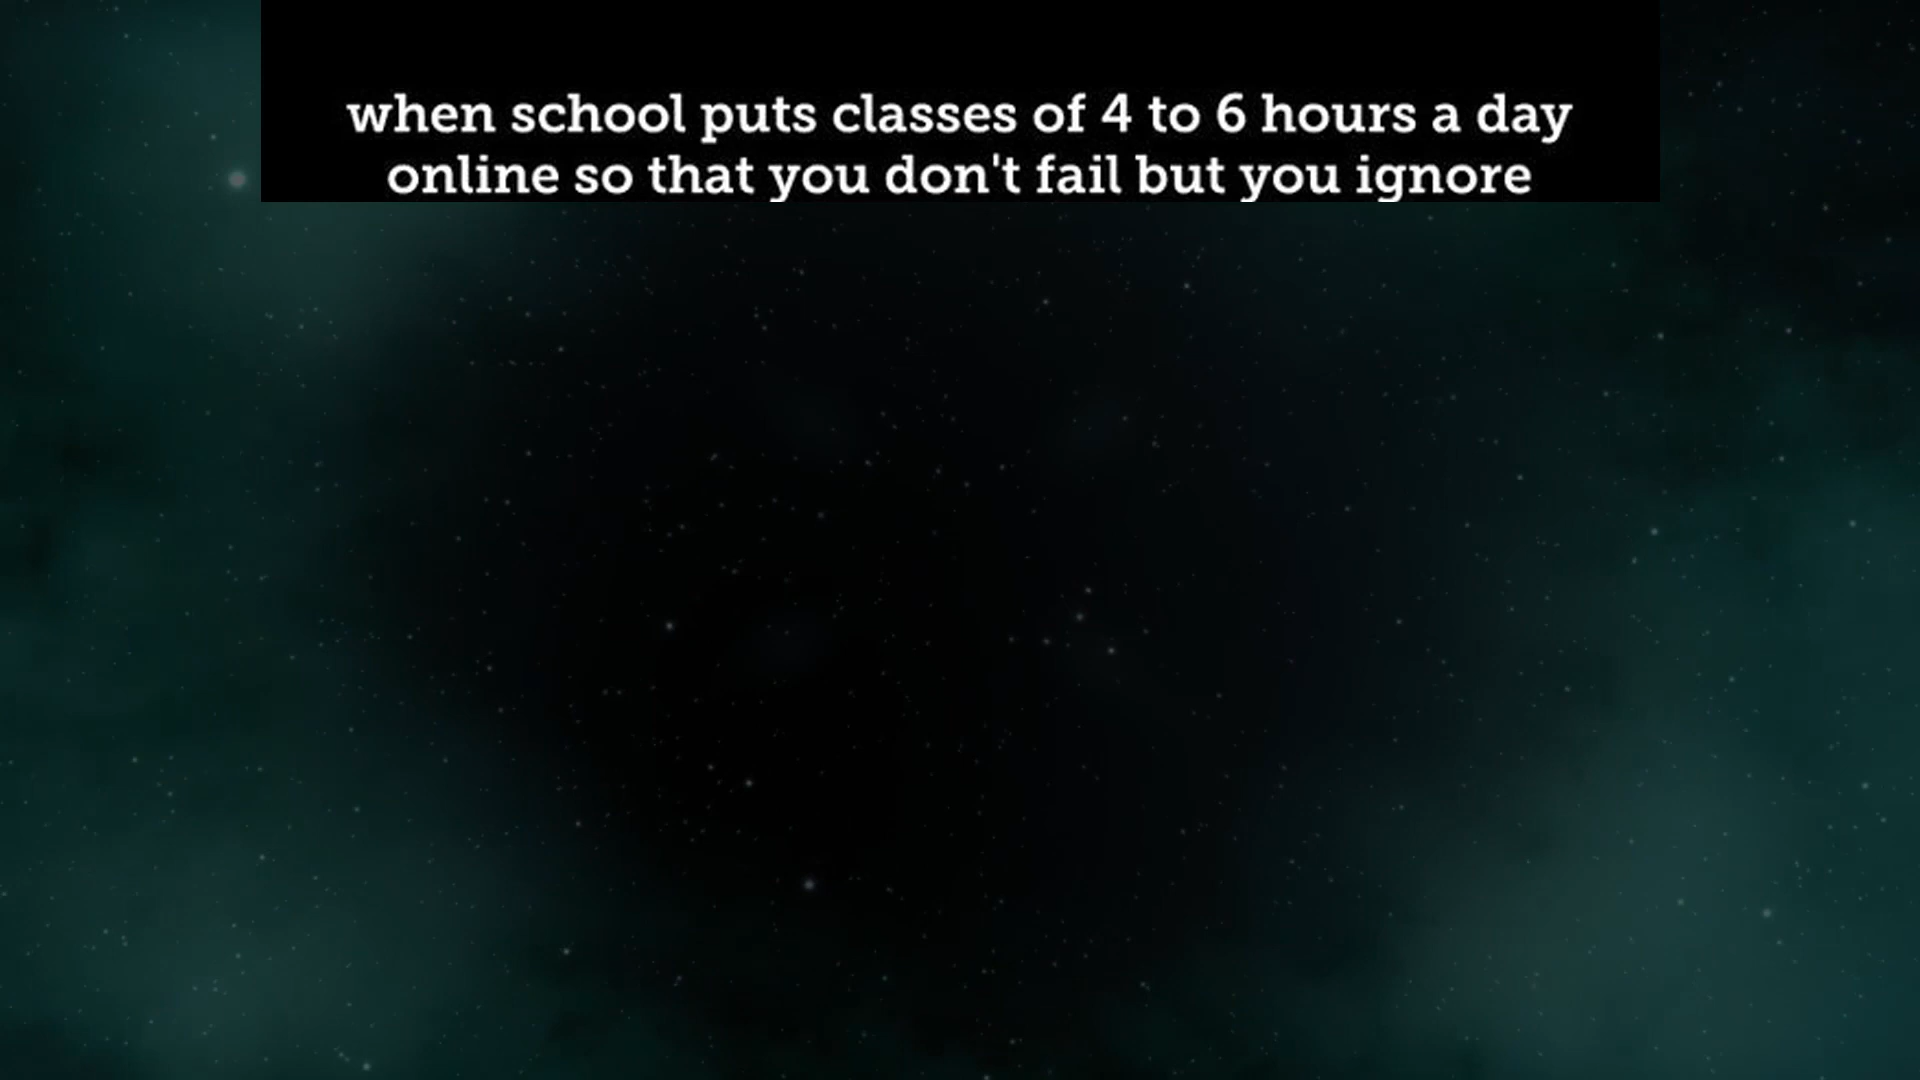 when school puts classes of 4 to 6 hours a day
online so that you don't fail but you ignore